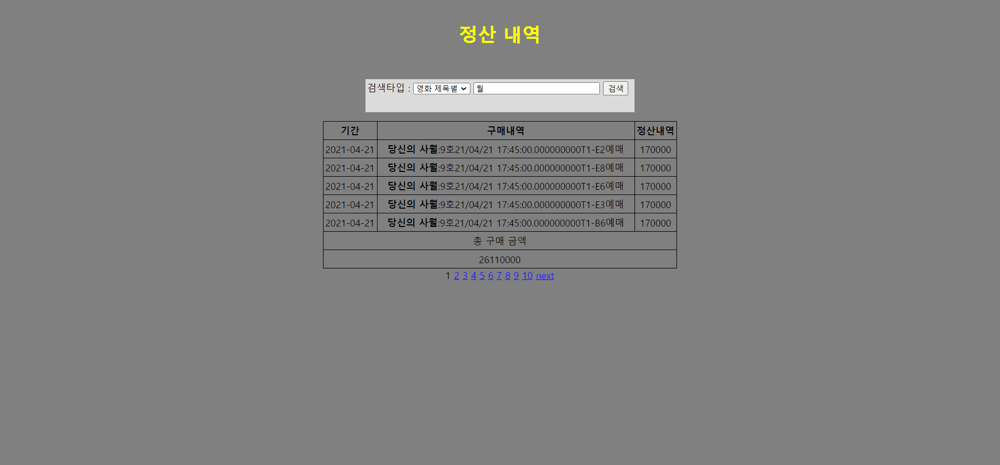 정산 내역
검색타입 : 영화 제목별 월 검색
기간 구매내역 정산내역
2021-04-21 당신의 사월:9호21/04/21 17:45:00.000000000T1-E2예매 170000
2021-04-21 당신의 사월:9호21/04/21 17:45:00.000000000T1-E8예매 170000
2021-04-21 당신의 사월:9호21/04/21 17:45:00.000000000T1-E6예매 170000
2021-04-21 당신의 사월:9호21/04/21 17:45:00.000000000T1-E3예매 170000
2021-04-21 당신의 사월:9호21/04/21 17:45:00.000000000T1-B6예매 170000
총 구매 금액
26110000
1 2 3 4 5 6 7 8 9 10 next